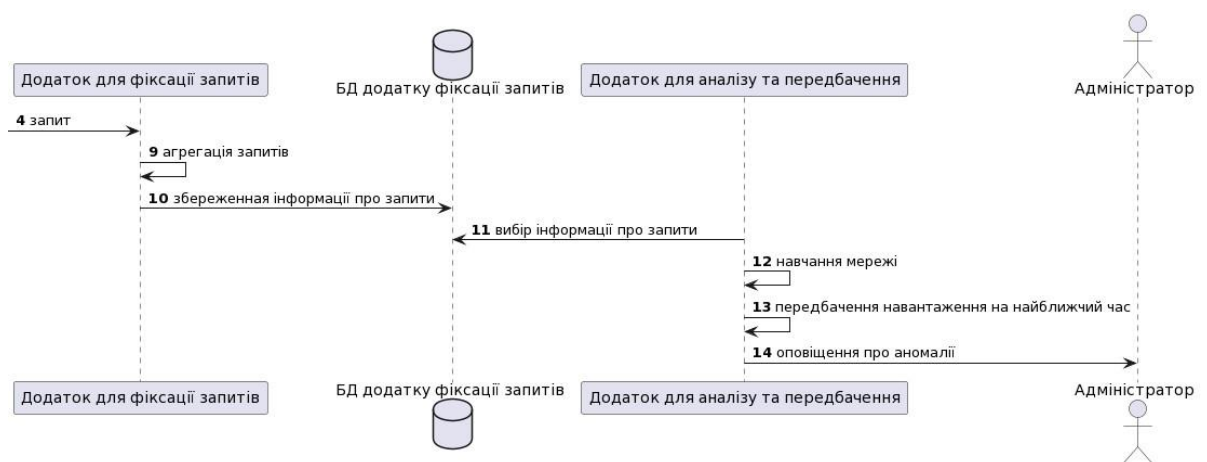 Додаток для фіксації запитів
БД додатку фіксації запитів
Додаток для аналізу та передбачення
Адміністратор
4 запит
9 агрегація запитів
10 збереженная інформації про запити
11 вибір інформації про запити
12 навчання мережі
13 передбачення навантаження на найближчий час
14 оповіщення про аномалії
Додаток для фіксації запитів
БД додатку фіксації запитів
Додаток для аналізу та передбачення
Адміністратор